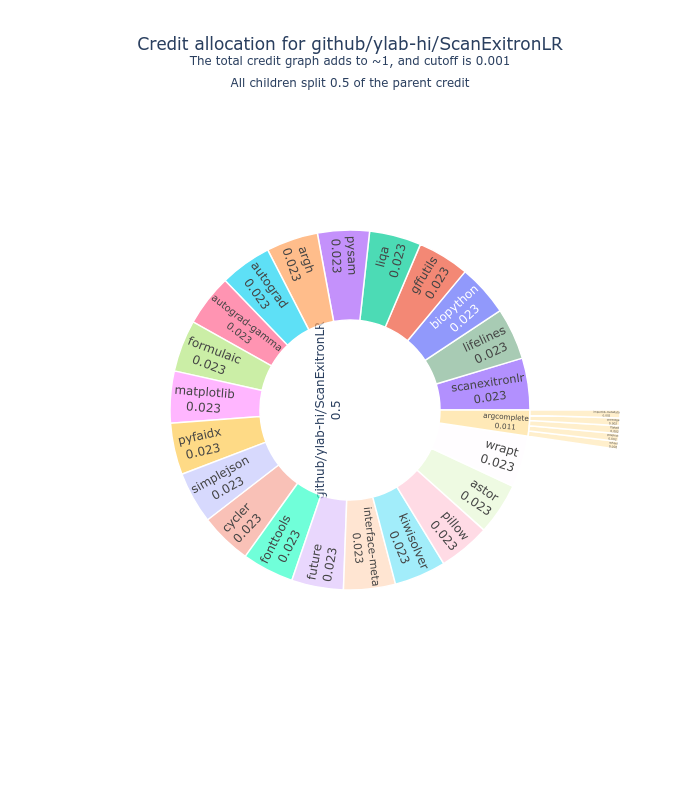 Credit allocation for github/ylab-hi/ScanExitronLR
The total credit graph adds to ~1, and cutoff is 0.001
All children split 0.5 of the parent credit
github/ylab-hi/ScanExitronLR
0.5
scanexitronlr
0.023
lifelines
0.023
biopython
0.023
gffutils
0.023
liqa
0.023
pysam
0.023
argh
0.023
autograd
0.023
autograd-gamma
0.023
formulaic
0.023
matplotlib
0.023
pyfaidx
0.023
simplejson
0.023
cycler
0.023
fonttools
0.023
future
0.023
interface-meta
0.023
kiwisolver
0.023
pillow
0.023
astor
0.023
wrapt
0.023
argcomplete
0.011